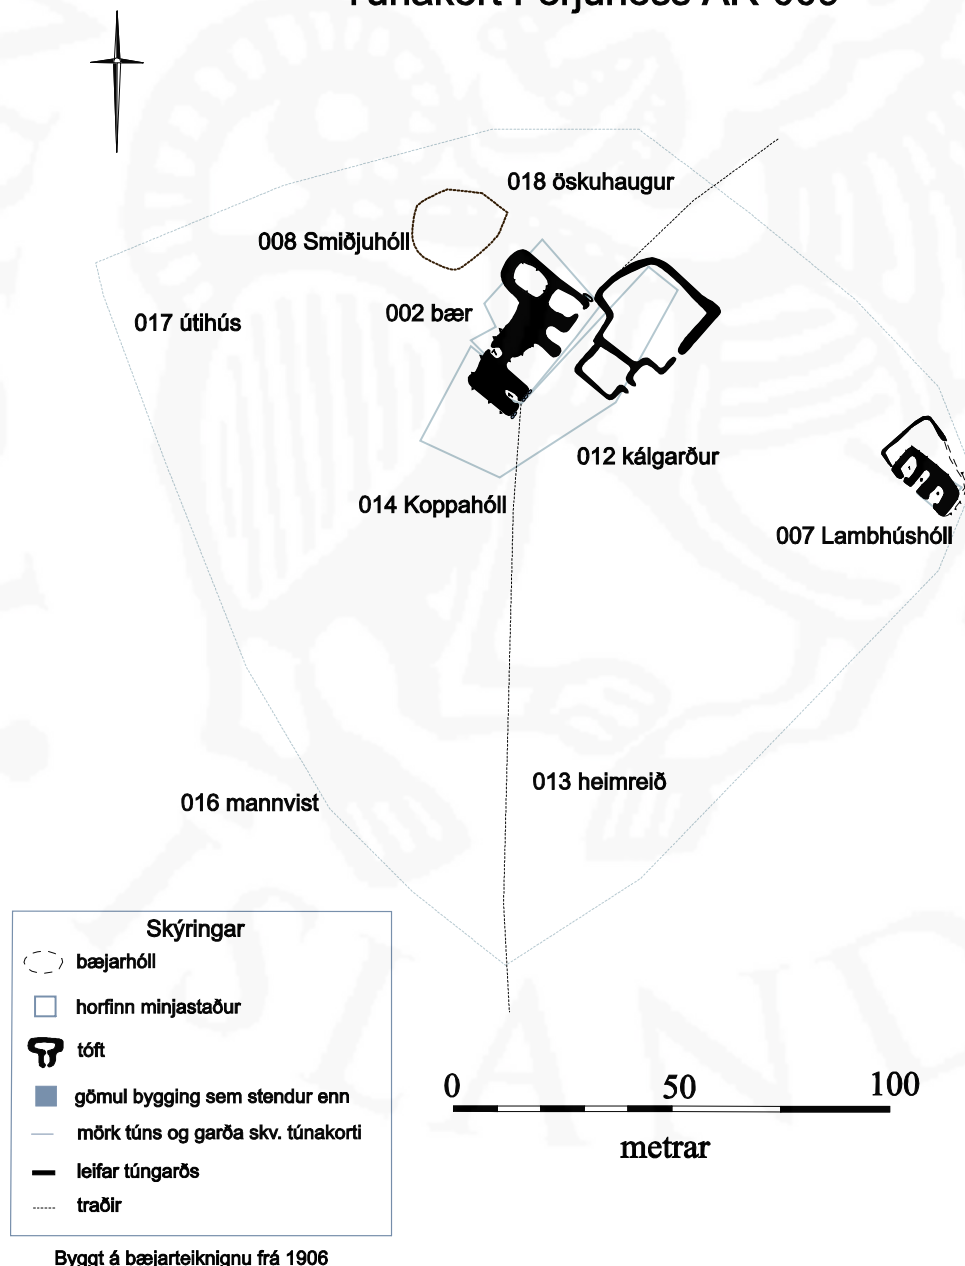 018 öskuhaugur
008 Smiðjuhóll
002 bær
017 útihús
012 kálgarður
014 Koppahóll
007 Lambhúshóll
013 heimreið
016 mannvist
Skýringar
bæjarhóll
horfinn minjastaður
tóft
gömul bygging sem stendur enn
mörk túns og garða skv. túnakorti
leifar túngarðs
traðir
0 50 100
metrar
Byggt á bæjarteiknignu frá 1906